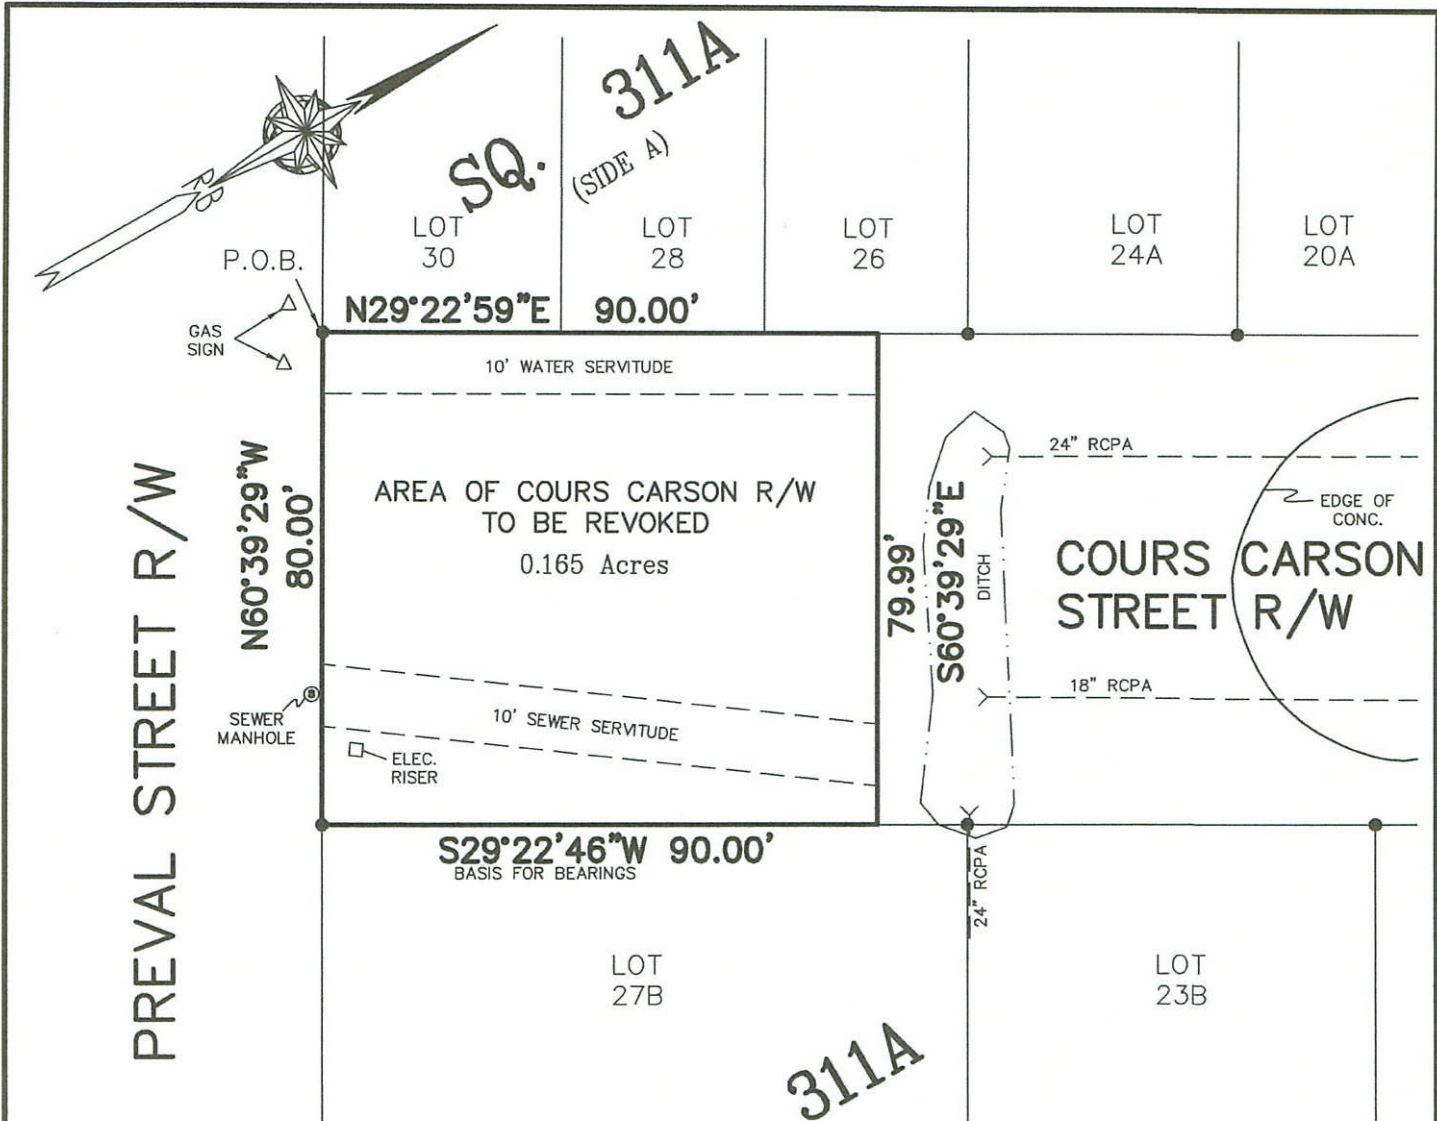 SQ. 311A
(SIDE A)
LOT
30
LOT
28
LOT
26
LOT
24A
LOT
20A
P.O.B.
GAS
SIGN
N29°22'59"E 90.00'
10' WATER SERVITUDE
AREA OF COURS CARSON R/W
TO BE REVOKED
0.165 Acres
N60°39'29"W
80.00'
PREVAL STREET R/W
79.99'
S60°39'29"E
DITCH
24" RCPA
EDGE OF
CONC.
COURS CARSON
STREET R/W
18" RCPA
10' SEWER SERVITUDE
S
SEWER
MANHOLE
ELEC.
RISER
S29°22'46"W 90.00'
BASIS FOR BEARINGS
24" RCPA
LOT
27B
LOT
23B
311A